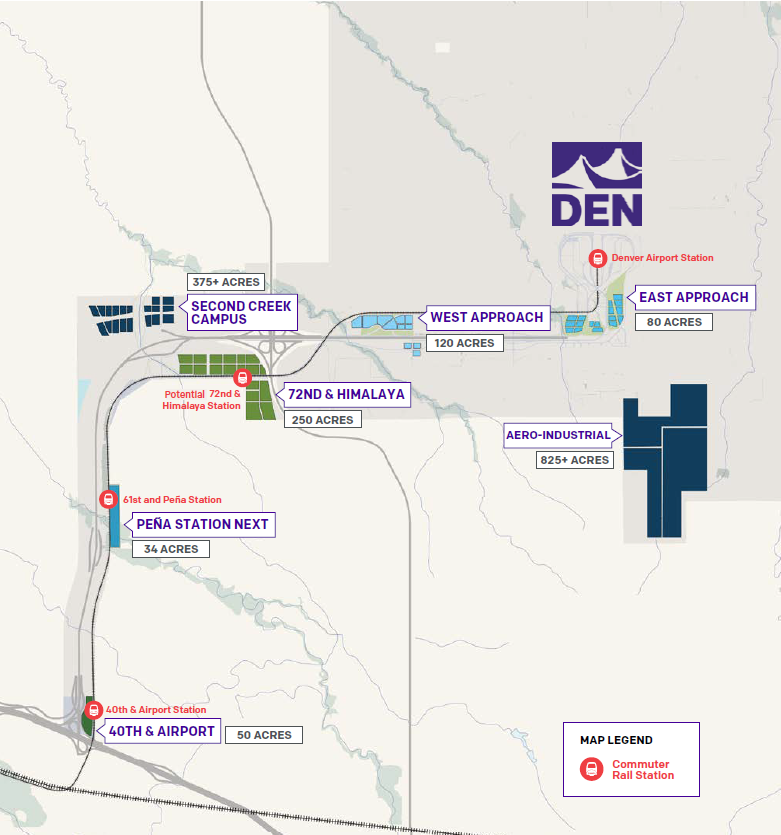 DEN
Denver Airport Station
375+ ACRES
SECOND CREEK
CAMPUS
EAST APPROACH
80 ACRES
WEST APPROACH
120 ACRES
Potential 72nd &
Himalaya Station
72ND & HIMALAYA
250 ACRES
AERO-INDUSTRIAL
825+ ACRES
61st and Peña Station
PEÑA STATION NEXT
34 ACRES
40th & Airport Station
40TH & AIRPORT
50 ACRES
MAP LEGEND
Commuter
Rail Station